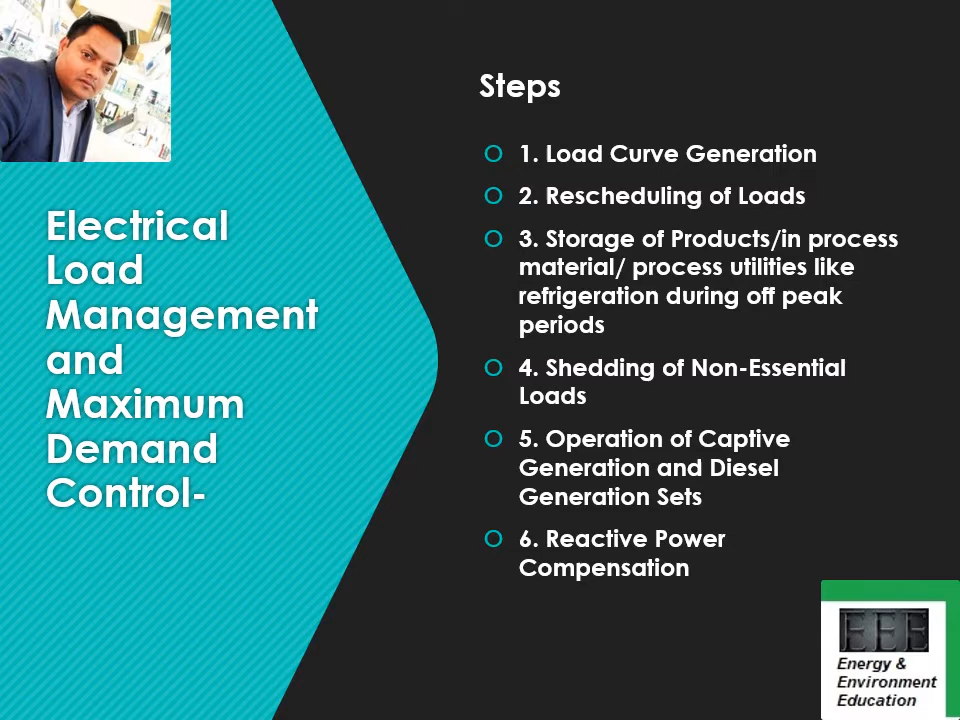 Electrical
Load
Management
and
Maximum
Demand
Control-
Steps
1. Load Curve Generation
2. Rescheduling of Loads
3. Storage of Products/in process
material/ process utilities like
refrigeration during off peak
periods
4. Shedding of Non-Essential
Loads
5. Operation of Captive
Generation and Diesel
Generation Sets
6. Reactive Power
Compensation
EEE
Energy &
Environment
Education